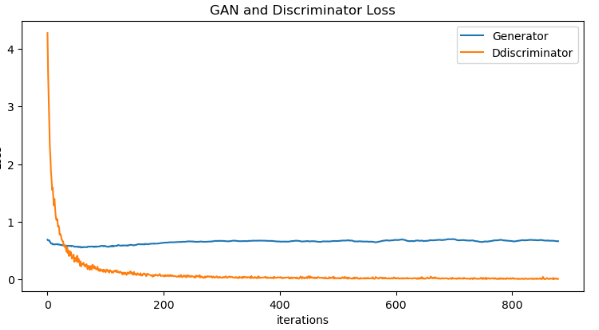 GAN and Discriminator Loss
Generator
Ddiscriminator
4
3
2
1
0
0
200
400
600
800
iterations